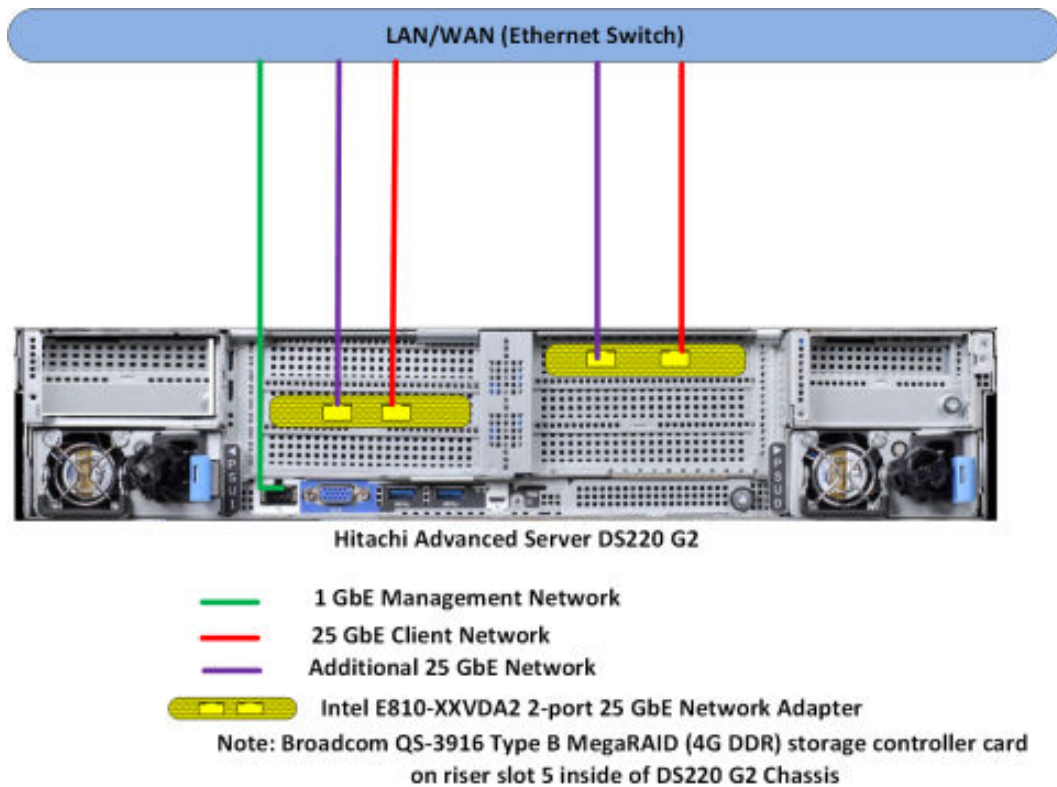 LAN/WAN (Ethernet Switch)
PSU1
PSU0
Hitachi Advanced Server DS220 G2
1 GbE Management Network
25 GbE Client Network
Additional 25 GbE Network
Intel E810-XXVDA2 2-port 25 GbE Network Adapter
Note: Broadcom QS-3916 Type B MegaRAID (4G DDR) storage controller card
on riser slot 5 inside of DS220 G2 Chassis